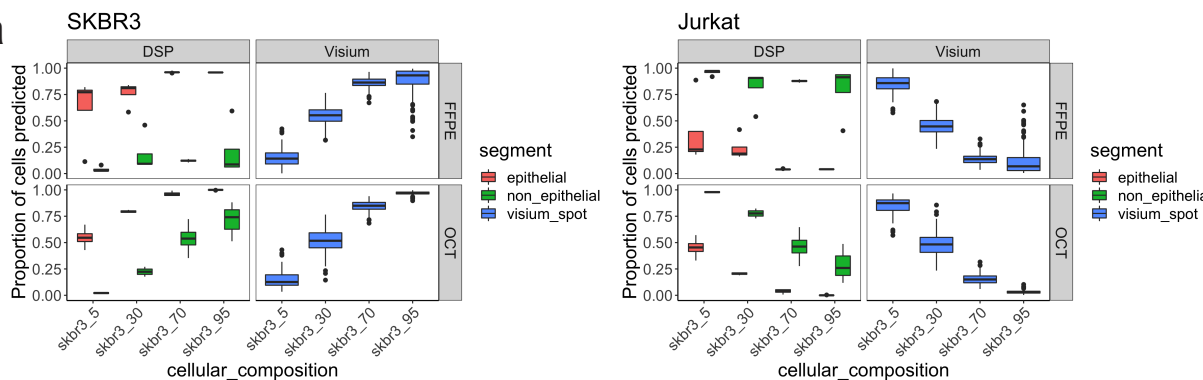 a
SKBR3
DSP
Visium
Proportion of cells predicted
1.00
0.75
0.50
0.25
0.00
FFPE
1.00
0.75
0.50
0.25
0.00
OCT
skbr3_5
skbr3_30
skbr3_70
skbr3_95
skbr3_5
skbr3_30
skbr3_70
skbr3_95
cellular_composition
segment
epithelial
non_epithelial
visium_spot
Jurkat
DSP
Visium
Proportion of cells predicted
1.00
0.75
0.50
0.25
0.00
FFPE
1.00
0.75
0.50
0.25
0.00
OCT
skbr3_5
skbr3_30
skbr3_70
skbr3_95
skbr3_5
skbr3_30
skbr3_70
skbr3_95
cellular_composition
segment
epithelial
non_epithelial
visium_spot